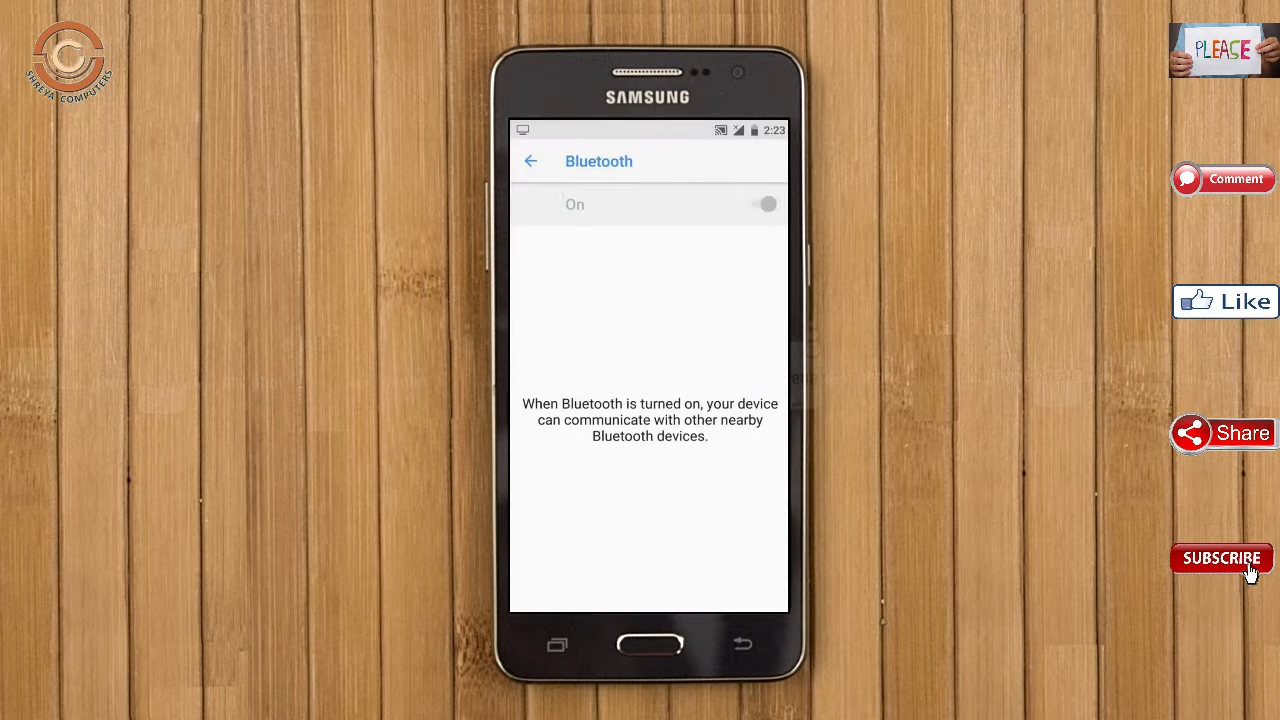 SHREYA COMPUTERS
PLEASE
SAMSUNG
2:23
Bluetooth
On
Comment
Like
When Bluetooth is turned on, your device
can communicate with other nearby
Bluetooth devices.
Share
SUBSCRIBE